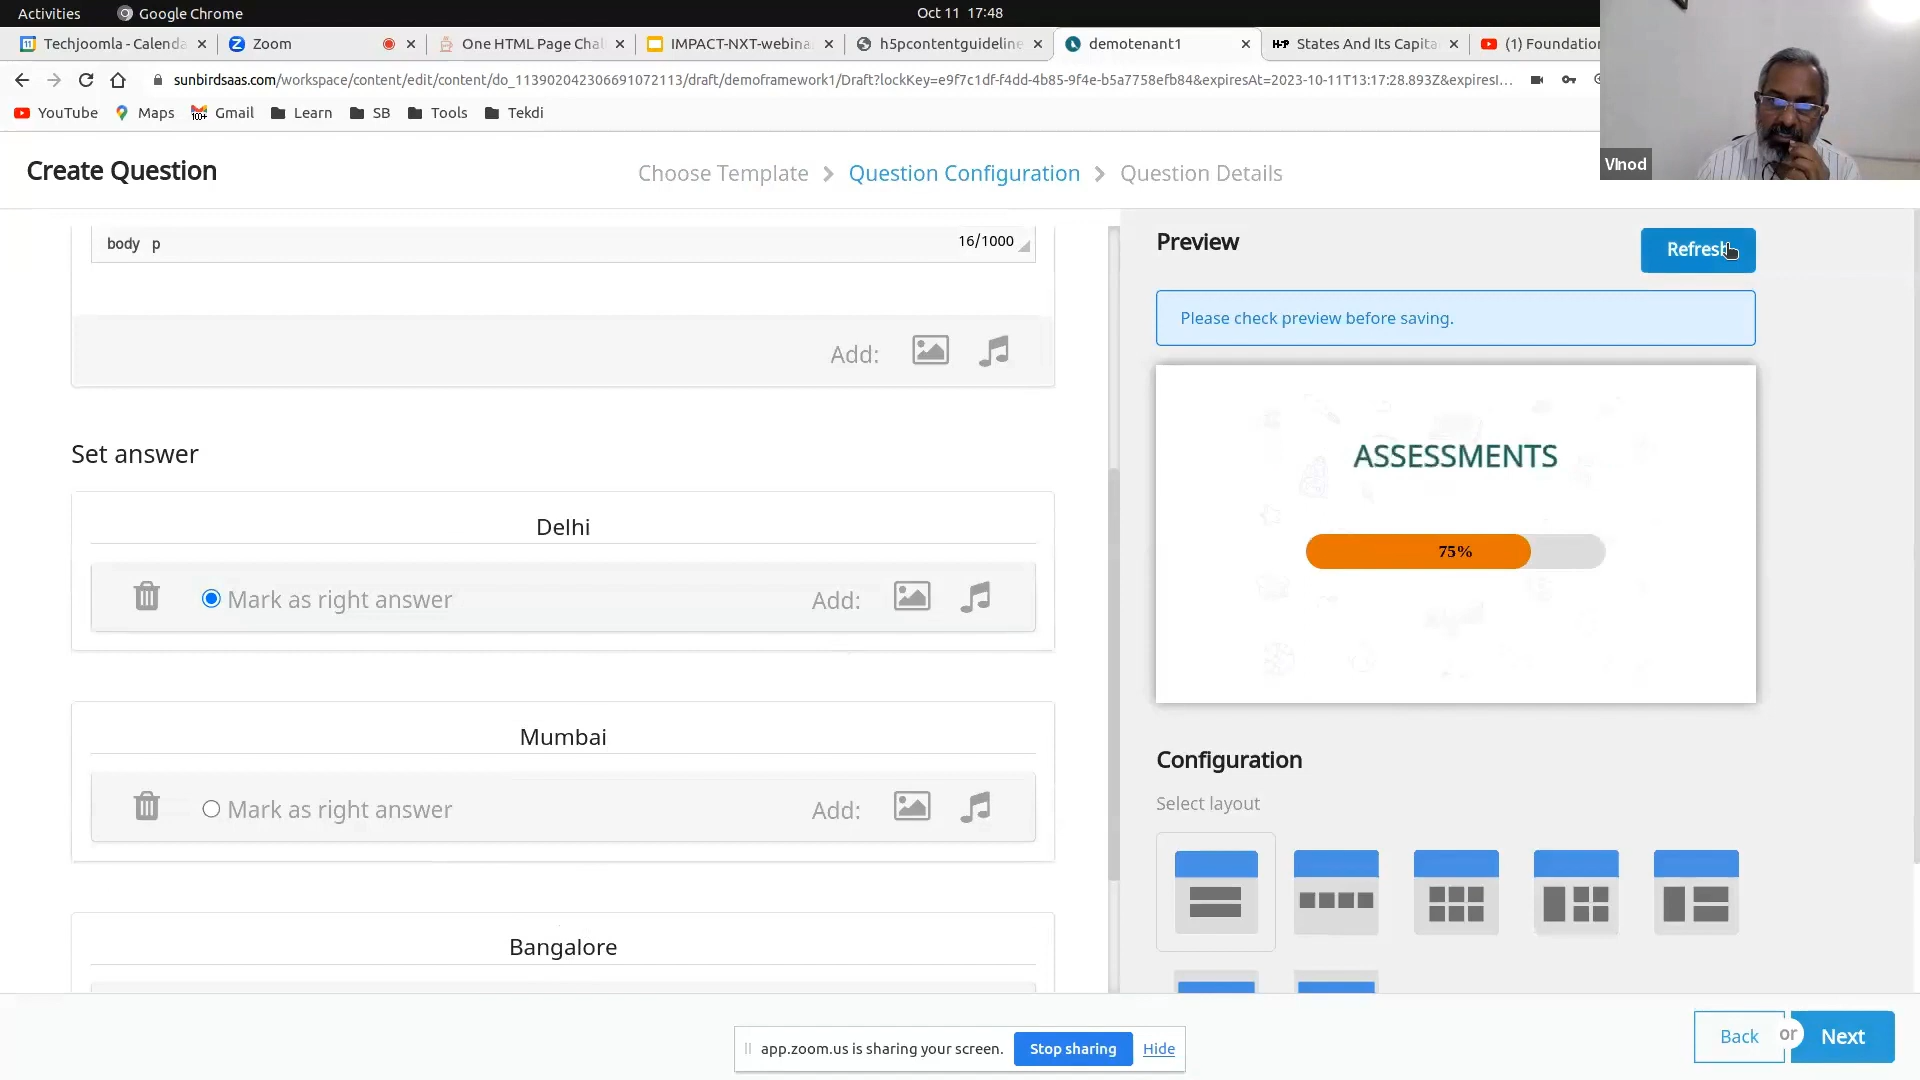 Activities Google Chrome Oct 11 17:48
Techjoomla - Calenda Zoom One HTML Page Chal IMPACT-NXT-webina h5pcontentguideline demotenant1 H-P States And Its Capita (1) Foundation
sunbirdsaas.com/workspace/content/edit/content/do_113902042306691072113/draft/demoframework1/Draft?lockKey=e9f7c1df-f4dd-4b85-9f4e-b5a7758efb84&expiresAt=2023-10-11T13:17:28.893Z&expiresI...
YouTube Maps Gmail Learn SB Tools Tekdi
VInod
Create Question Choose Template Question Configuration Question Details
body p 16/1000
Preview Refresh
Please check preview before saving.
Add:
Set answer
ASSESSMENTS
Delhi
75%
Mark as right answer Add:
Mumbai
Configuration
Select layout
Mark as right answer Add:
Bangalore
Back or Next
app.zoom.us is sharing your screen. Stop sharing Hide